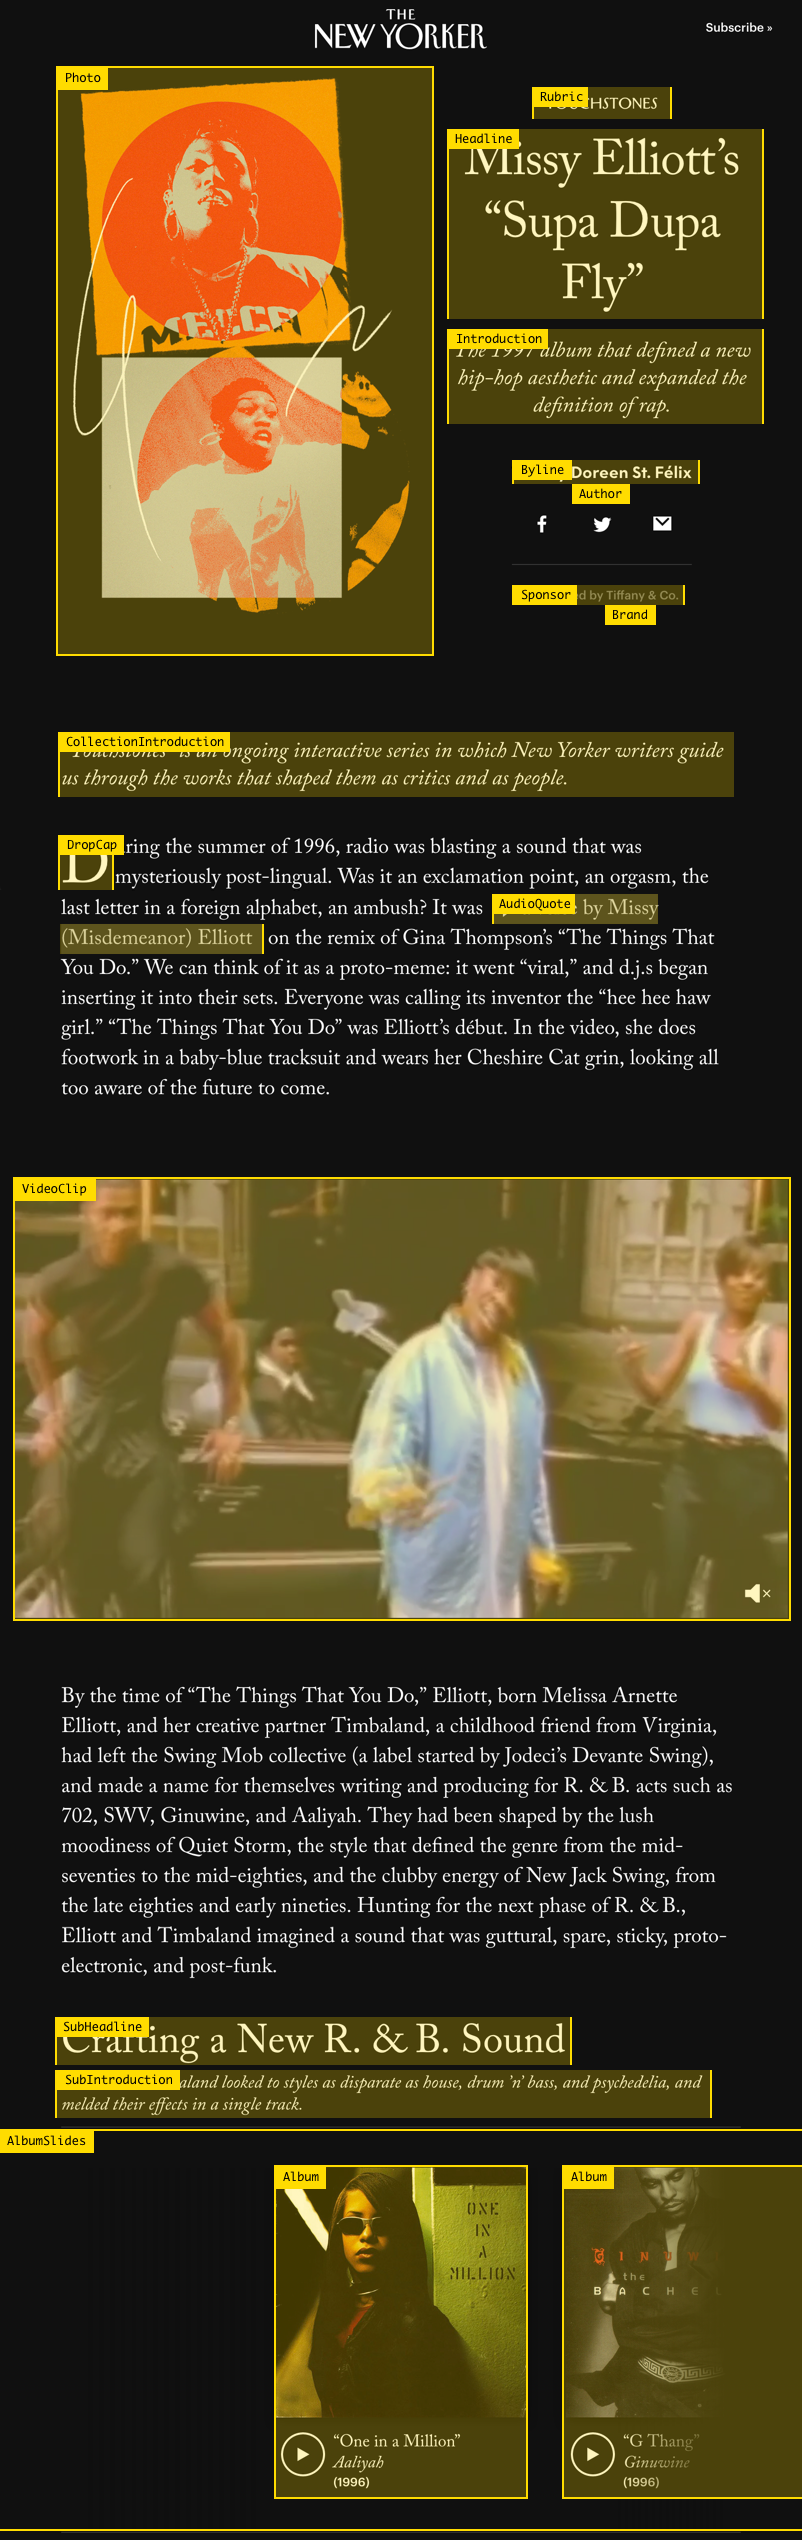 THE
NEW YORKER
Subscribe »
Photo
MECCA
Rubric
TOUCHSTONES
Headline
Missy Elliott’s
“Supa Dupa
Fly”
Introduction
The 1997 album that defined a new
hip-hop aesthetic and expanded the
definition of rap.
Byline
Doreen St. Félix
Author
Sponsor
ed by Tiffany & Co.
Brand
CollectionIntroduction
“Touchstones” is an ongoing interactive series in which New Yorker writers guide
us through the works that shaped them as critics and as people.
DropCap
During the summer of 1996, radio was blasting a sound that was
mysteriously post-lingual. Was it an exclamation point, an orgasm, the
last letter in a foreign alphabet, an ambush? It was
AudioQuote
by Missy
(Misdemeanor) Elliott on the remix of Gina Thompson’s “The Things That
You Do.” We can think of it as a proto-meme: it went “viral,” and d.j.s began
inserting it into their sets. Everyone was calling its inventor the “hee hee haw
girl.” “The Things That You Do” was Elliott’s début. In the video, she does
footwork in a baby-blue tracksuit and wears her Cheshire Cat grin, looking all
too aware of the future to come.
VideoClip
By the time of “The Things That You Do,” Elliott, born Melissa Arnette
Elliott, and her creative partner Timbaland, a childhood friend from Virginia,
had left the Swing Mob collective (a label started by Jodeci’s Devante Swing),
and made a name for themselves writing and producing for R. & B. acts such as
702, SWV, Ginuwine, and Aaliyah. They had been shaped by the lush
moodiness of Quiet Storm, the style that defined the genre from the mid-
seventies to the mid-eighties, and the clubby energy of New Jack Swing, from
the late eighties and early nineties. Hunting for the next phase of R. & B.,
Elliott and Timbaland imagined a sound that was guttural, spare, sticky, proto-
electronic, and post-funk.
SubHeadline
Crafting a New R. & B. Sound
SubIntroduction
aland looked to styles as disparate as house, drum ’n’ bass, and psychedelia, and
melded their effects in a single track.
AlbumSlides
Album
ONE
IN
A
MILLION
“One in a Million”
Aaliyah
(1996)
Album
GINUW
the
BACHEL
“G Thang”
Ginuwine
(1996)